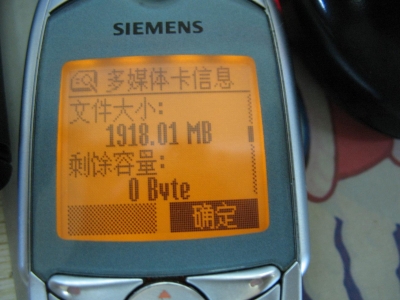 SIEMENS
多媒体卡信息
文件大小:
1918.01 MB
剩馀容量:
0 Byte
确定